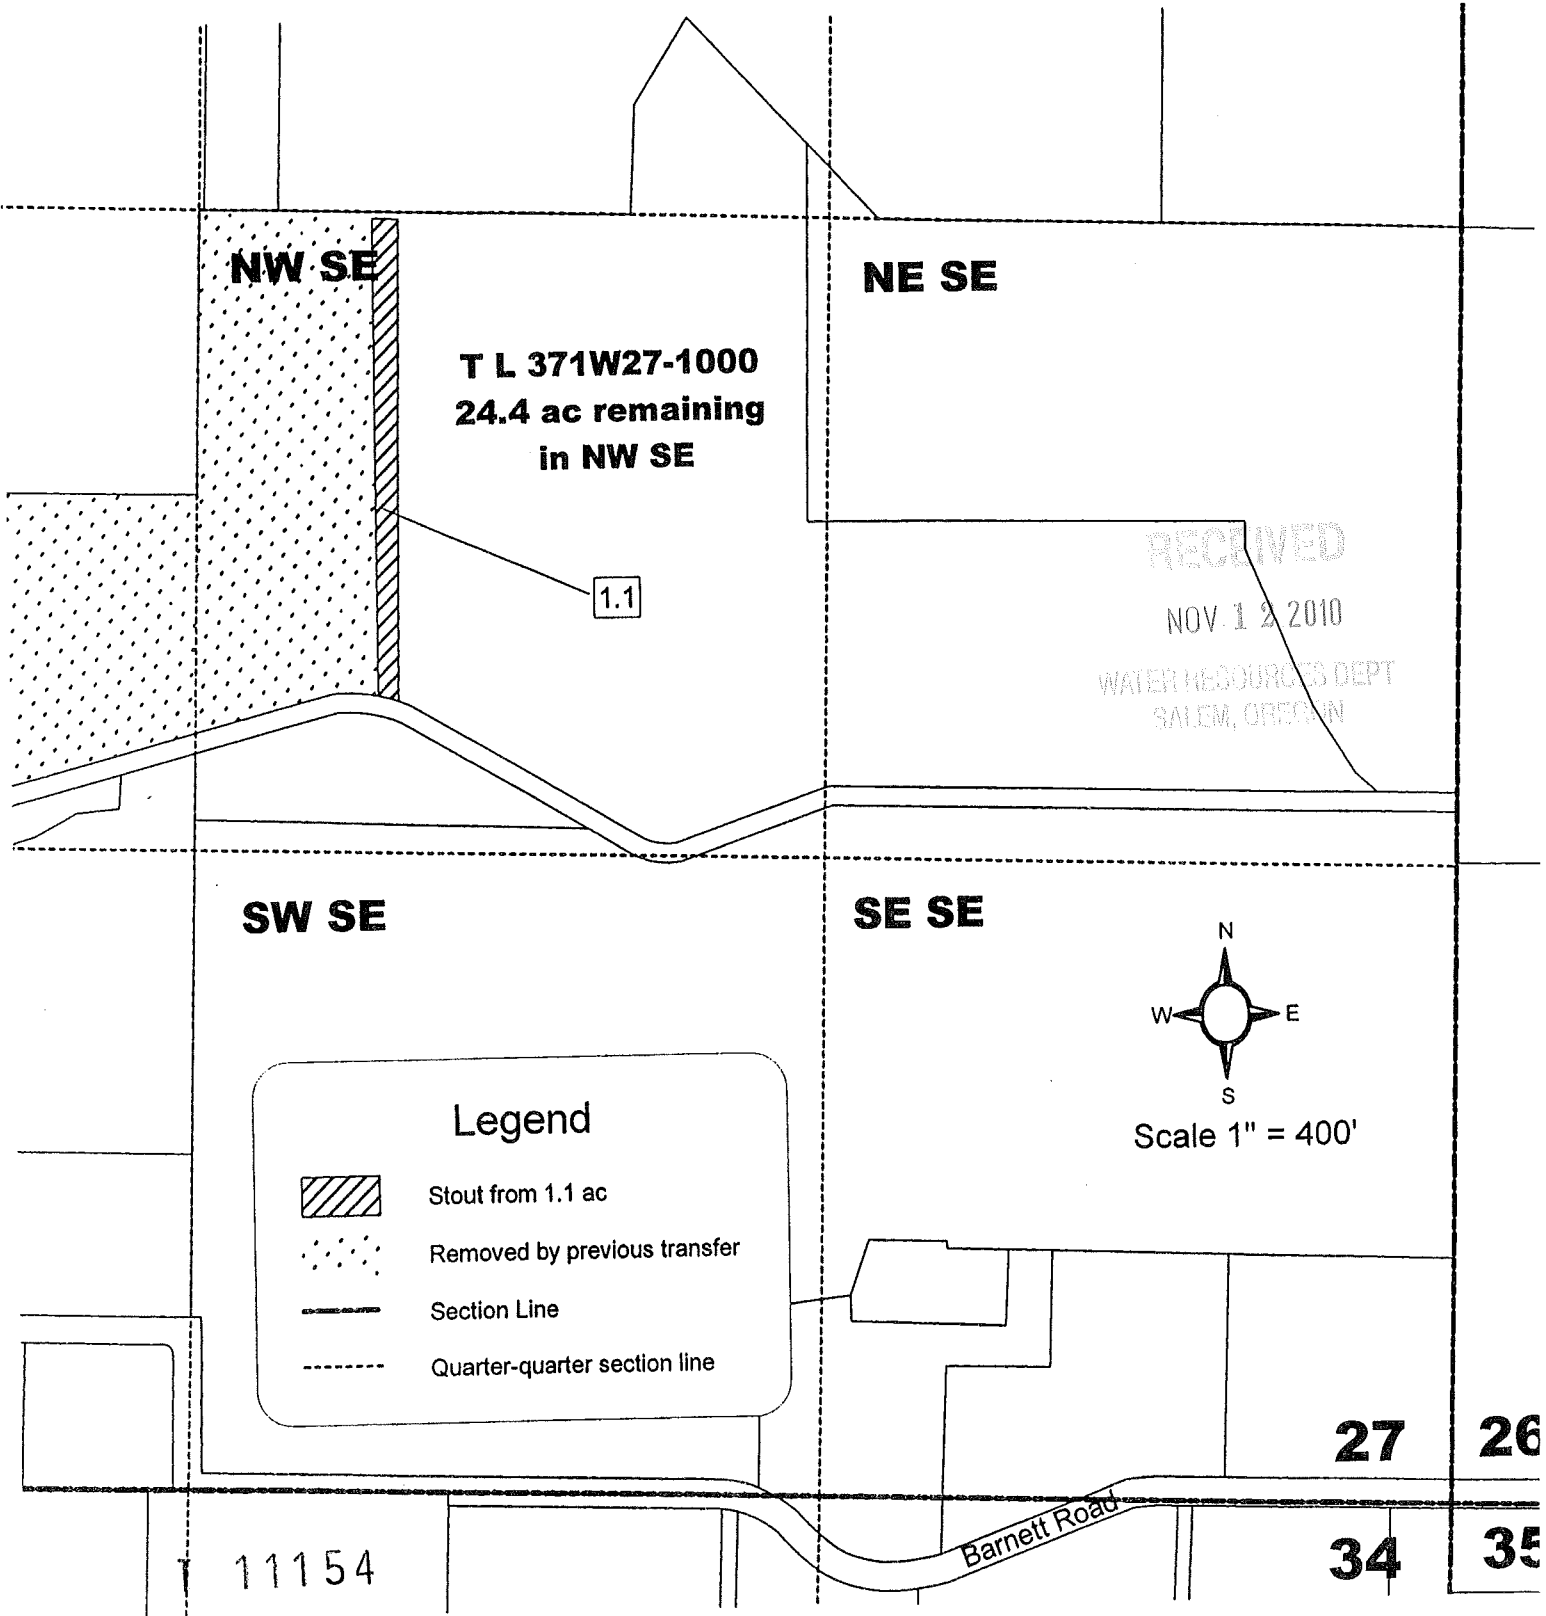 NW SE
NE SE
T L 371W27-1000
24.4 ac remaining
in NW SE
1.1
RECEIVED
NOV 12 2010
WATER RESOURCES DEPT
SALEM, OREGON
SW SE
SE SE
N
W
E
S
Scale 1" = 400'
Legend
Stout from 1.1 ac
Removed by previous transfer
Section Line
Quarter-quarter section line
27
26
Barnett Road
34
35
T 11154